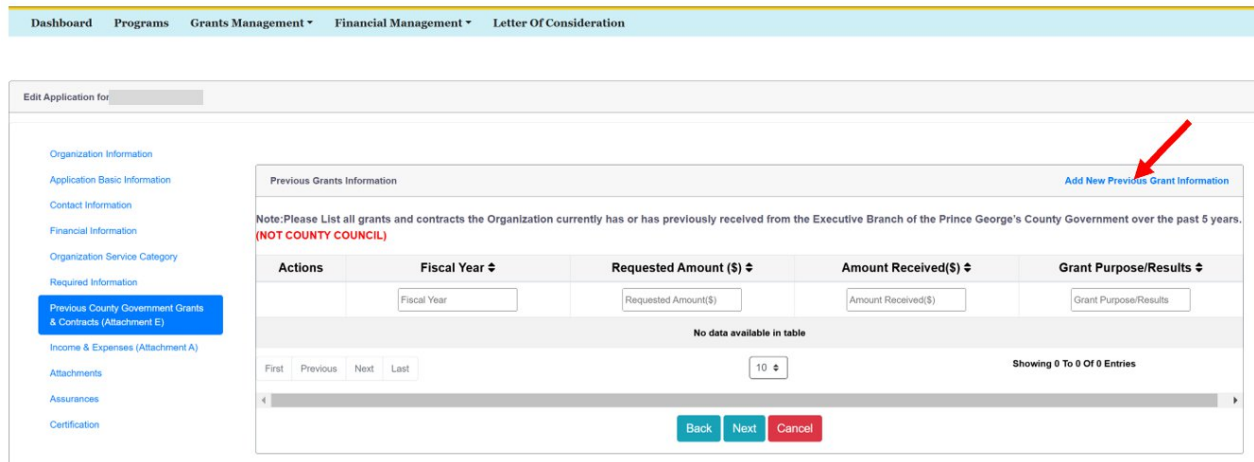 Dashboard Programs Grants Management Financial Management Letter Of Consideration
Edit Application for
Organization Information
Application Basic Information
Contact Information
Financial Information
Organization Service Category
Required Information
Previous County Government Grants
& Contracts (Attachment E)
Income & Expenses (Attachment A)
Attachments
Assurances
Certification
Previous Grants Information Add New Previous Grant Information
Note:Please List all grants and contracts the Organization currently has or has previously received from the Executive Branch of the Prince George's County Government over the past 5 years.
(NOT COUNTY COUNCIL)
Actions Fiscal Year Requested Amount ($) Amount Received($) Grant Purpose/Results
Fiscal Year Requested Amount($) Amount Received($) Grant Purpose/Results
No data available in table
First Previous Next Last 10 Showing 0 To 0 Of 0 Entries
Back Next Cancel